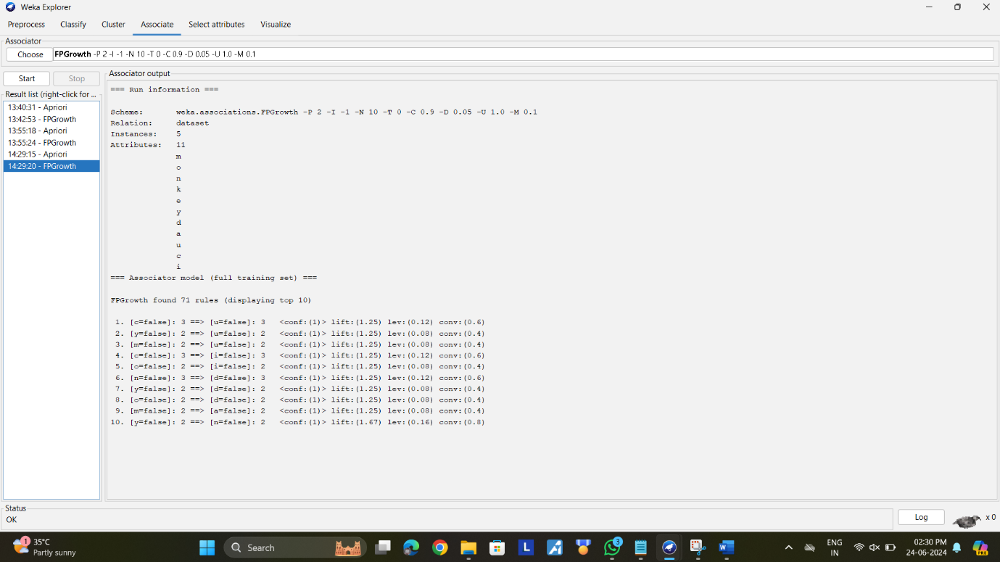 Weka Explorer
Preprocess Classify Cluster Associate Select attributes Visualize
Associator
Choose FPGrowth -P 2 -I -1 -N 10 -T 0 -C 0.9 -D 0.05 -U 1.0 -M 0.1
Start Stop
Result list (right-click for ...
13:40:31 - Apriori
13:42:53 - FPGrowth
13:55:18 - Apriori
13:55:24 - FPGrowth
14:29:15 - Apriori
14:29:20 - FPGrowth
Associator output
=== Run information ===
Scheme: weka.associations.FPGrowth -P 2 -I -1 -N 10 -T 0 -C 0.9 -D 0.05 -U 1.0 -M 0.1
Relation: dataset
Instances: 5
Attributes: 11
m
o
n
k
e
y
d
a
u
c
i
=== Associator model (full training set) ===
FPGrowth found 71 rules (displaying top 10)
1. [c=false]: 3 ==> [u=false]: 3 <conf:(1)> lift:(1.25) lev:(0.12) conv:(0.6)
2. [y=false]: 2 ==> [u=false]: 2 <conf:(1)> lift:(1.25) lev:(0.08) conv:(0.4)
3. [m=false]: 2 ==> [u=false]: 2 <conf:(1)> lift:(1.25) lev:(0.08) conv:(0.4)
4. [c=false]: 3 ==> [i=false]: 3 <conf:(1)> lift:(1.25) lev:(0.12) conv:(0.6)
5. [o=false]: 2 ==> [i=false]: 2 <conf:(1)> lift:(1.25) lev:(0.08) conv:(0.4)
6. [n=false]: 3 ==> [d=false]: 3 <conf:(1)> lift:(1.25) lev:(0.12) conv:(0.6)
7. [y=false]: 2 ==> [d=false]: 2 <conf:(1)> lift:(1.25) lev:(0.08) conv:(0.4)
8. [o=false]: 2 ==> [d=false]: 2 <conf:(1)> lift:(1.25) lev:(0.08) conv:(0.4)
9. [m=false]: 2 ==> [a=false]: 2 <conf:(1)> lift:(1.25) lev:(0.08) conv:(0.4)
10. [y=false]: 2 ==> [n=false]: 2 <conf:(1)> lift:(1.67) lev:(0.16) conv:(0.8)
Status
OK
Log x 0
1 35°C
Partly sunny
Search
L
3
W
ENG
IN
02:30 PM
24-06-2024
PRE